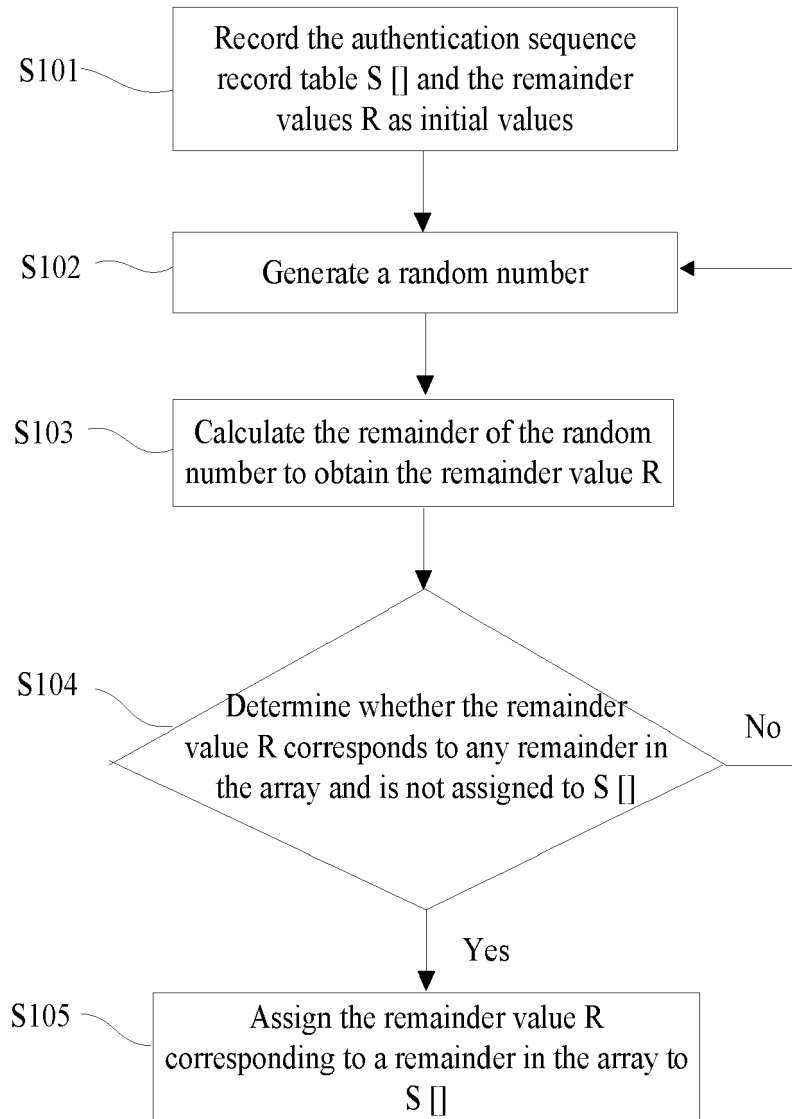 S101
Record the authentication sequence
record table S [] and the remainder
values R as initial values
S102
Generate a random number
S103
Calculate the remainder of the random
number to obtain the remainder value R
S104
Determine whether the remainder
value R corresponds to any remainder in
the array and is not assigned to S []
No
Yes
S105
Assign the remainder value R
corresponding to a remainder in the array to
S []